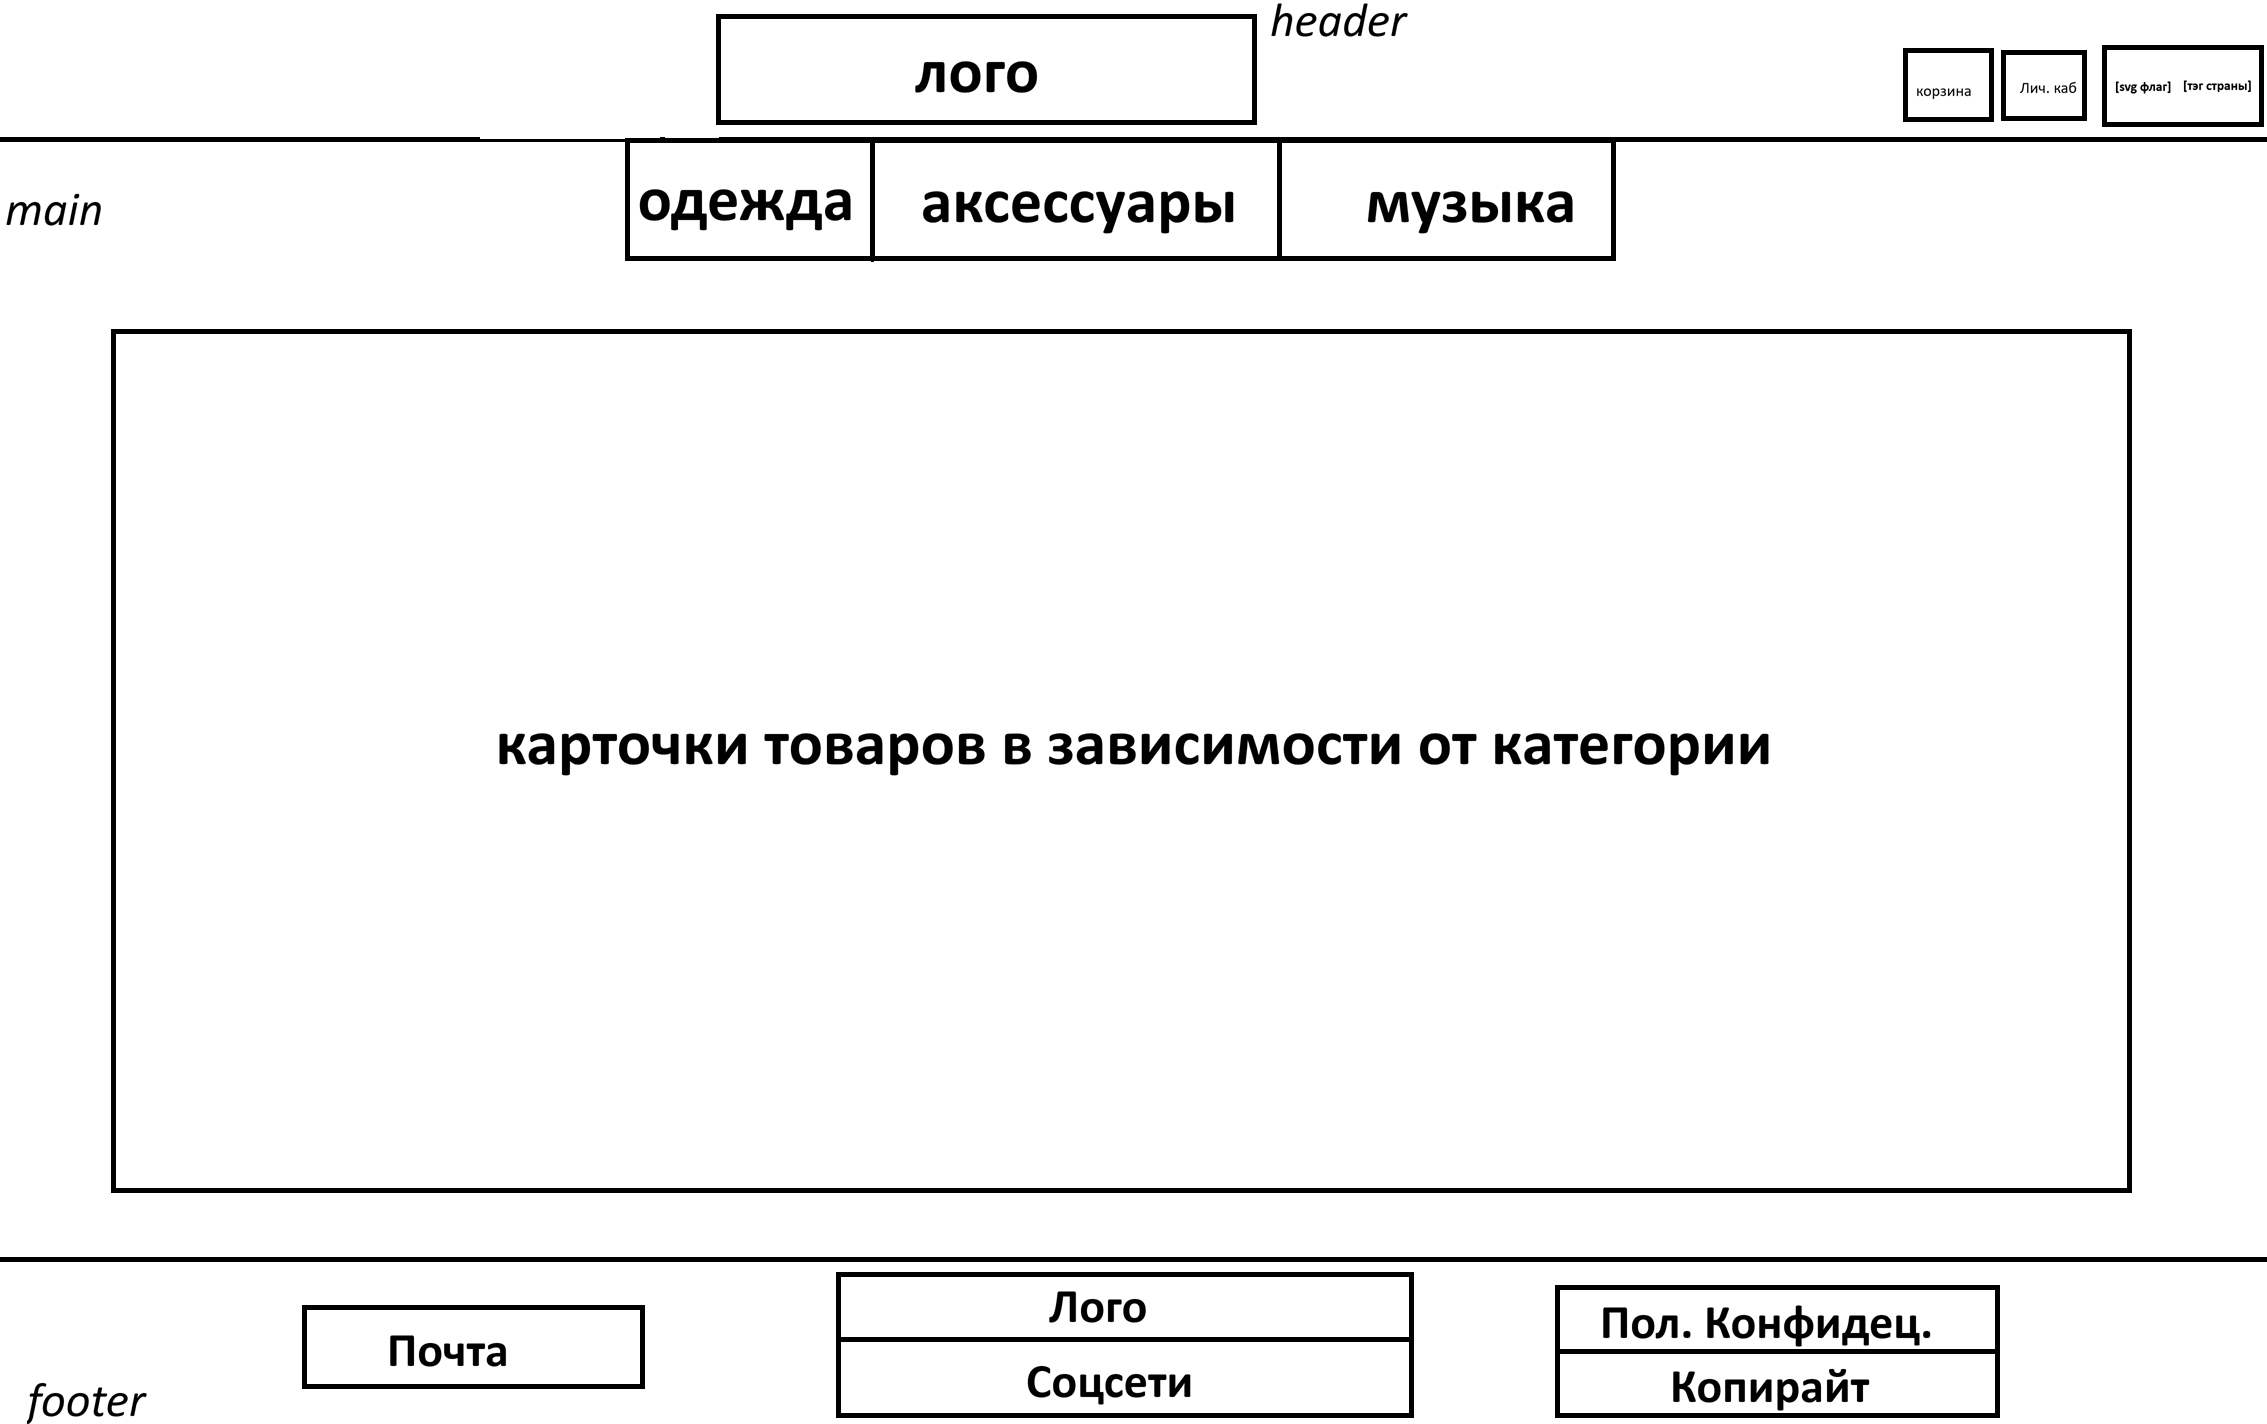 header
лого
корзина
Лич. каб
[svg флаг] [тэг страны]
main
одежда
аксессуары
музыка
карточки товаров в зависимости от категории
Почта
Лого
Соцсети
Пол. Конфидец.
Копирайт
footer